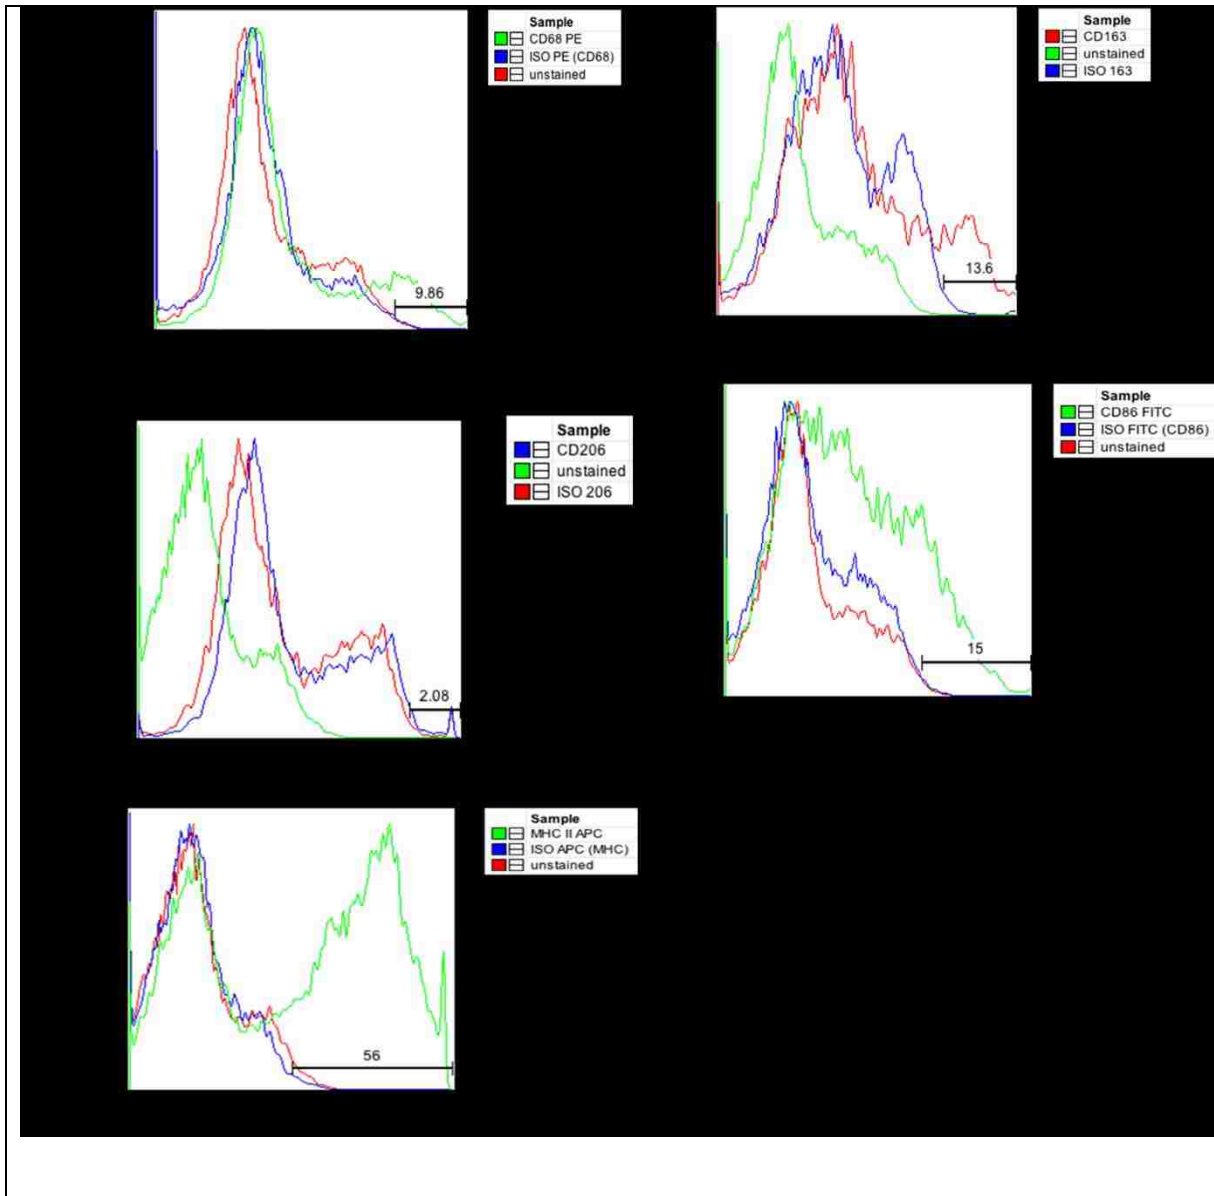 Sample
CD68 PE
ISO PE (CD68)
unstained
9.86
Sample
CD163
unstained
ISO 163
13.6
Sample
CD206
unstained
ISO 206
2.08
Sample
CD86 FITC
ISO FITC (CD86)
unstained
15
Sample
MHC II APC
ISO APC (MHC)
unstained
56